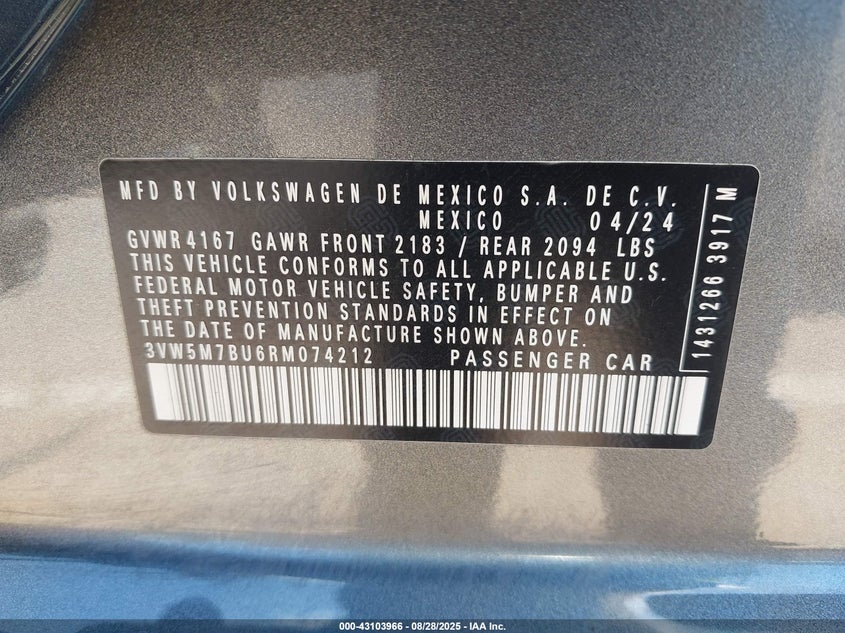 MFD BY VOLKSWAGEN DE MEXICO S.A. DE C.V.
MEXICO 04/24
GVWR 4167 GAWR FRONT 2183 / REAR 2094 LBS
THIS VEHICLE CONFORMS TO ALL APPLICABLE U.S.
FEDERAL MOTOR VEHICLE SAFETY, BUMPER AND
THEFT PREVENTION STANDARDS IN EFFECT ON
THE DATE OF MANUFACTURE SHOWN ABOVE.
3VW5M7BU6RM074212 PASSENGER CAR
1431266 3917 M
000-43103966 - 08/28/2025 - IAA Inc.